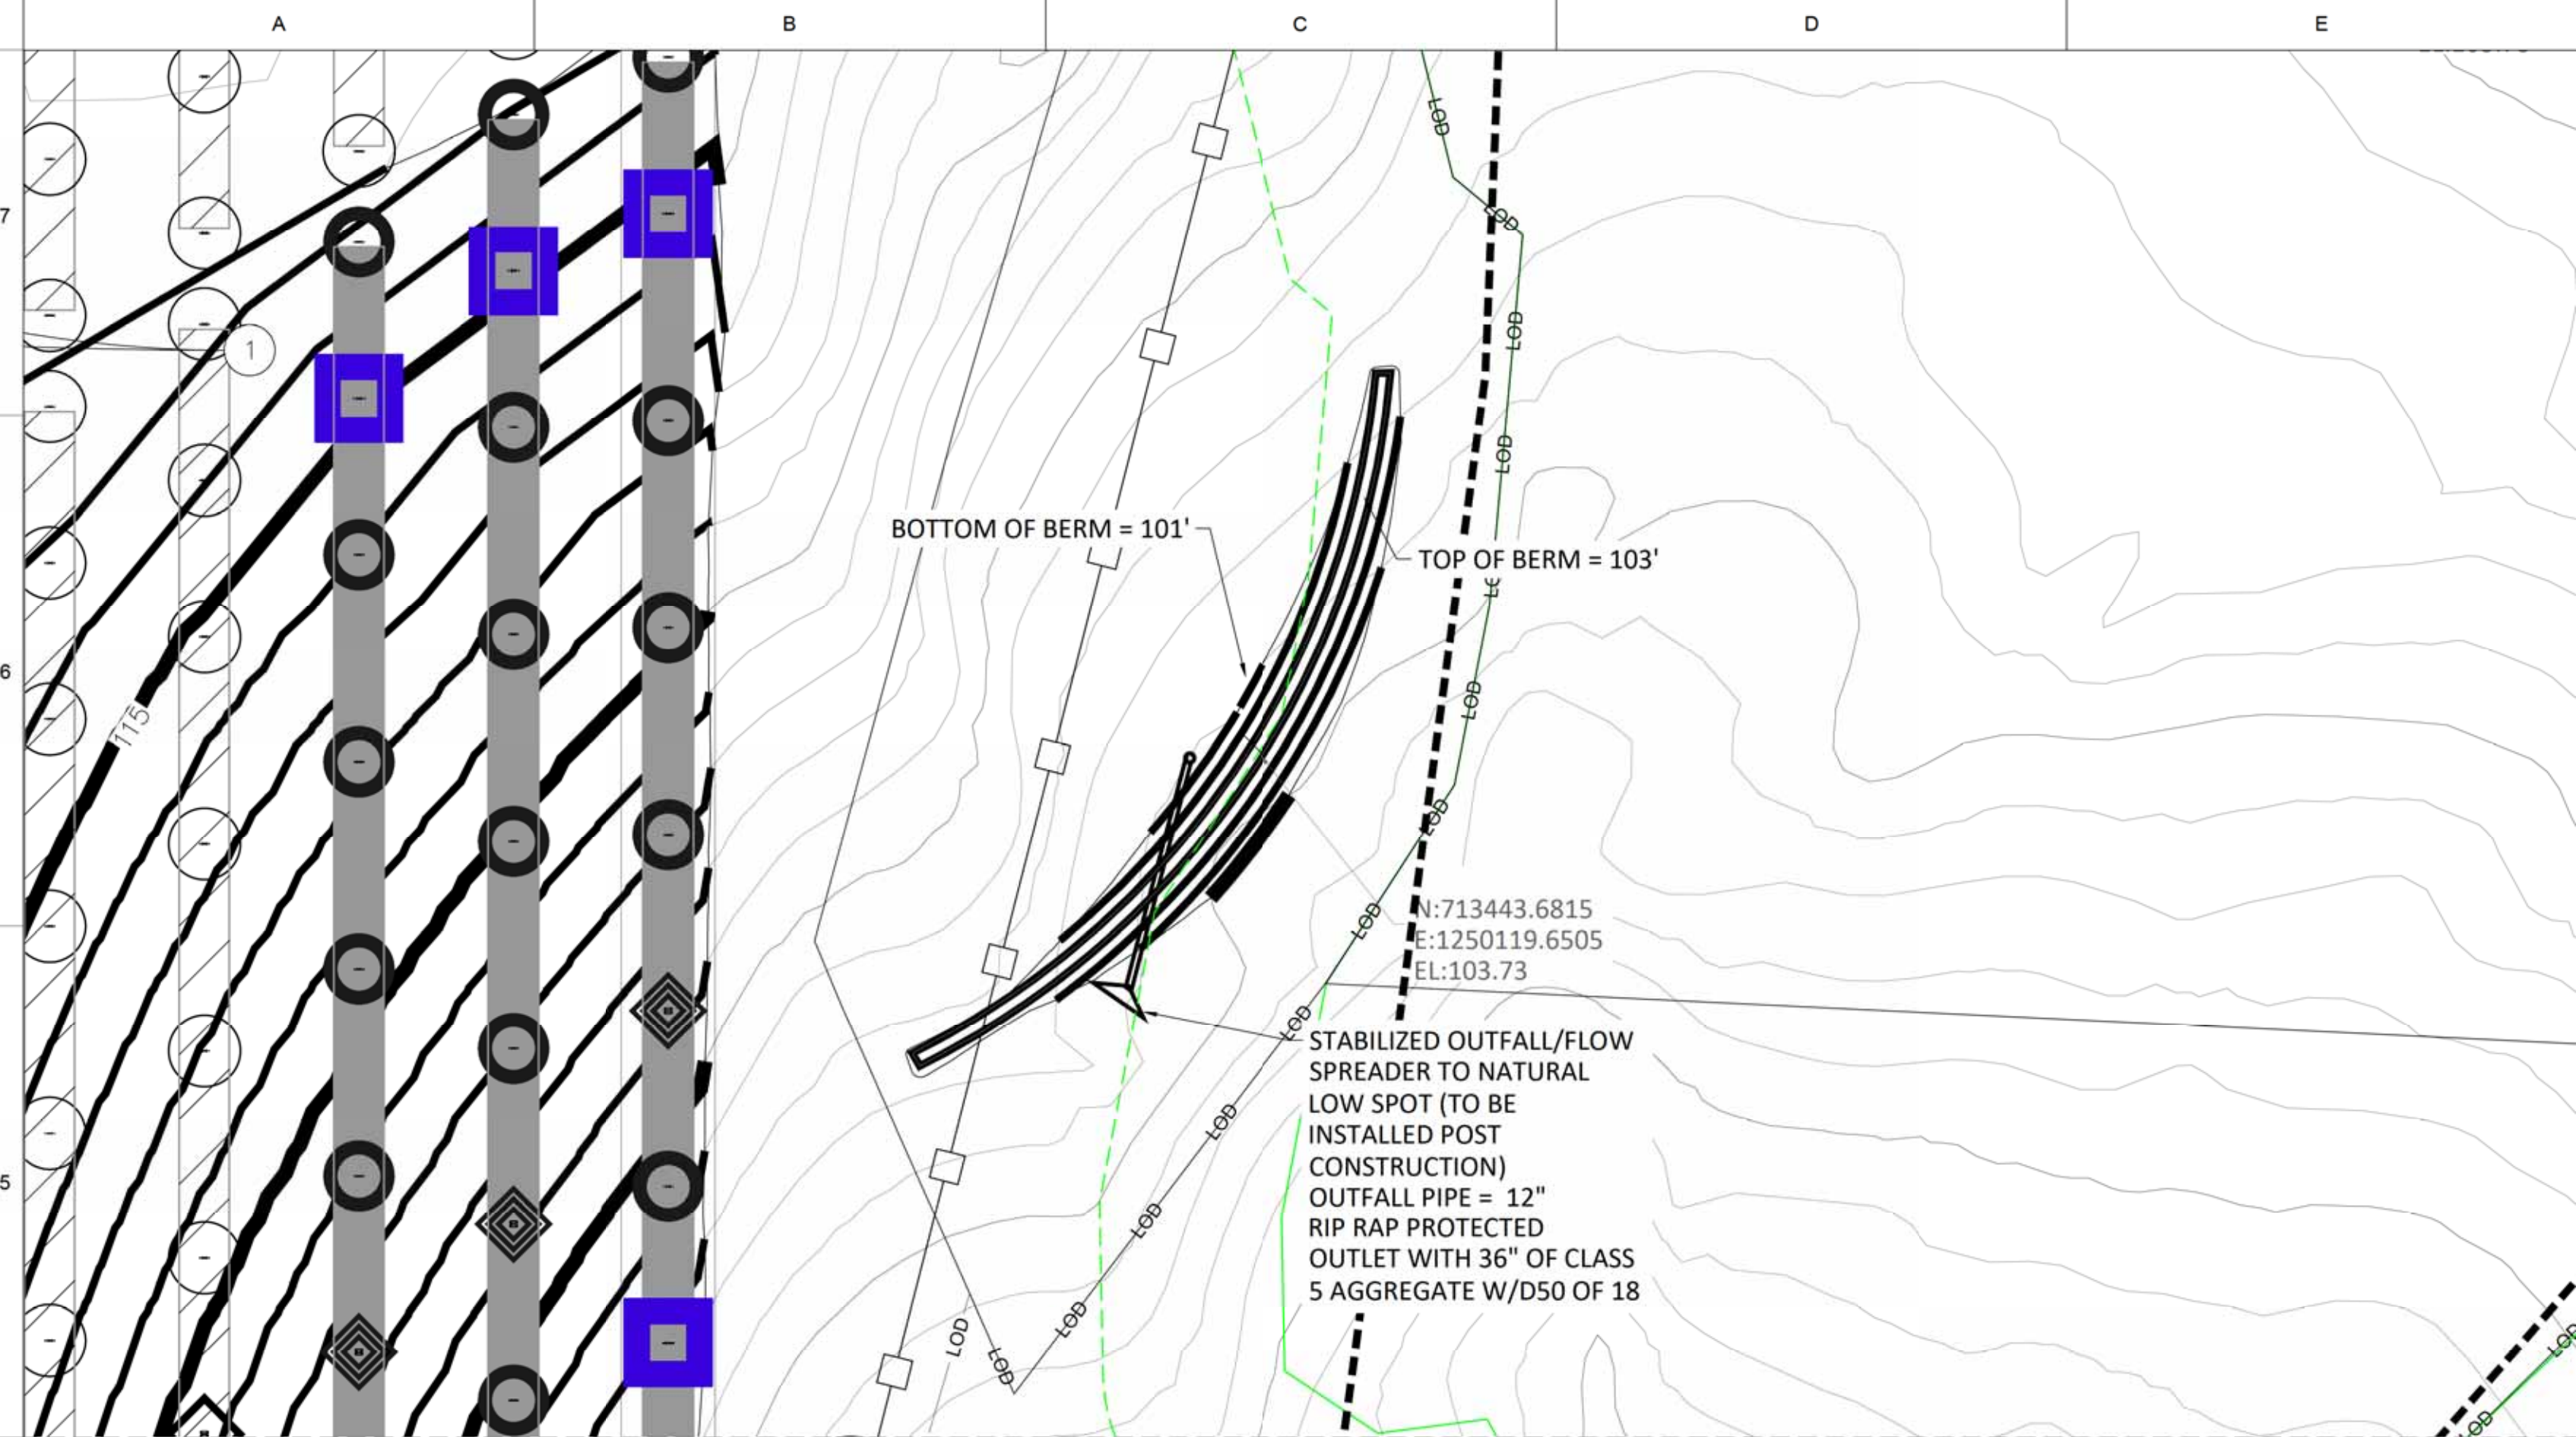 A
B
C
D
E
7
6
5
1
115
LOD
LOD
LOD
LOD
BOTTOM OF BERM = 101'
TOP OF BERM = 103'
LOD
LOD
LOD
N:713443.6815
E:1250119.6505
EL:103.73
LOD
STABILIZED OUTFALL/FLOW
SPREADER TO NATURAL
LOW SPOT (TO BE
INSTALLED POST
CONSTRUCTION)
OUTFALL PIPE = 12"
RIP RAP PROTECTED
OUTLET WITH 36" OF CLASS
5 AGGREGATE W/D50 OF 18
LOD
LOD
LOD
LOD
LOD
LOD
LOD